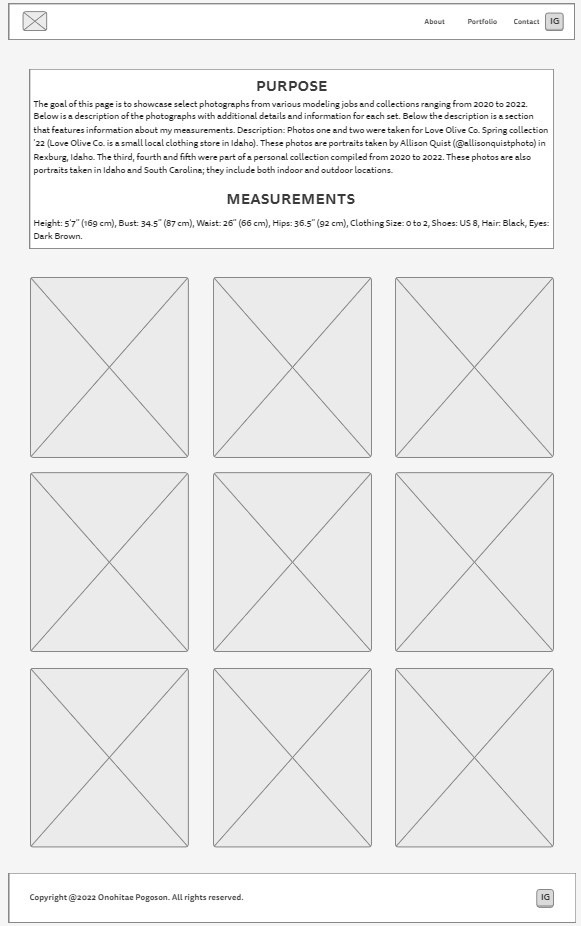 About Portfolio Contact IG
PURPOSE
The goal of this page is to showcase select photographs from various modeling jobs and collections ranging from 2020 to 2022.
Below is a description of the photographs with additional details and information for each set. Below the description is a section
that features information about my measurements. Description: Photos one and two were taken for Love Olive Co. Spring collection
'22 (Love Olive Co. is a small local clothing store in Idaho). These photos are portraits taken by Allison Quist (@allisonquistphoto) in
Rexburg, Idaho. The third, fourth and fifth were part of a personal collection compiled from 2020 to 2022. These photos are also
portraits taken in Idaho and South Carolina; they include both indoor and outdoor locations.
MEASUREMENTS
Height: 5'7" (169 cm), Bust: 34.5" (87 cm), Waist: 26" (66 cm), Hips: 36.5" (92 cm), Clothing Size: 0 to 2, Shoes: US 8, Hair: Black, Eyes:
Dark Brown.
Copyright @2022 Onohitae Pogoson. All rights reserved. IG